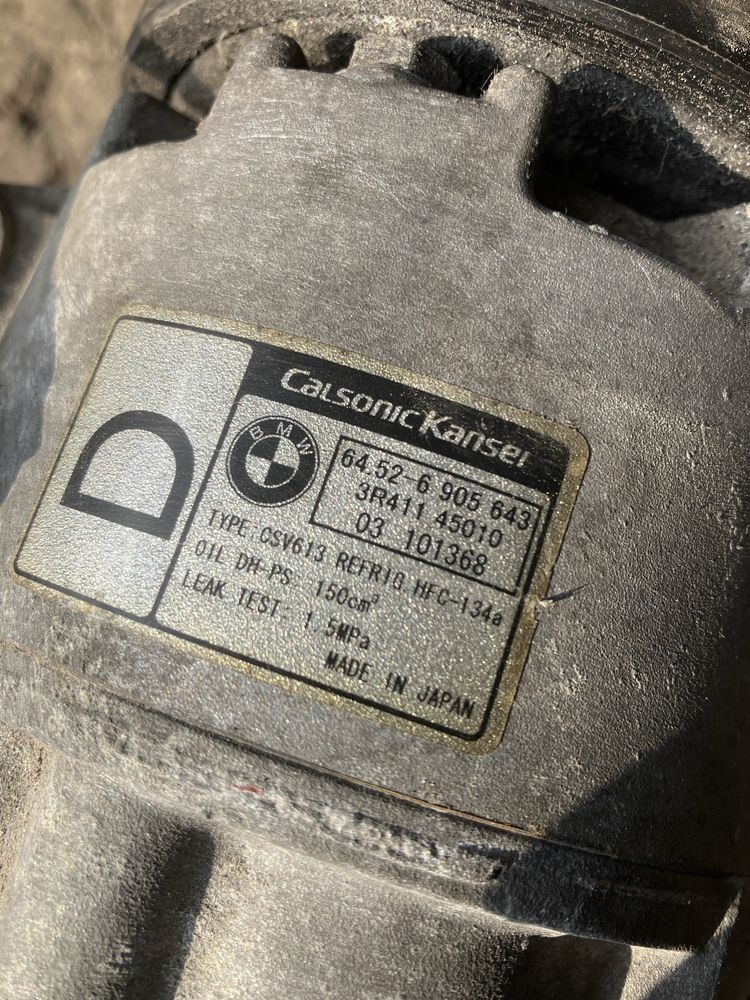 D
CalsonicKansei
BMW
64.52-6 905 643
3R411 45010
03 101368
TYPE:CSV613 REFRIG HFC-134a
OIL DH-PS: 150cm³
LEAK TEST: 1.5MPa
MADE IN JAPAN